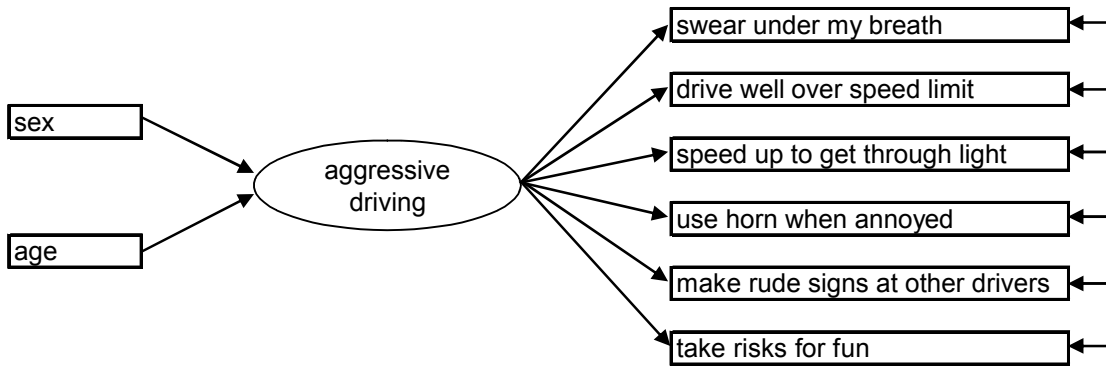 sex
age
aggressive
driving
swear under my breath
drive well over speed limit
speed up to get through light
use horn when annoyed
make rude signs at other drivers
take risks for fun